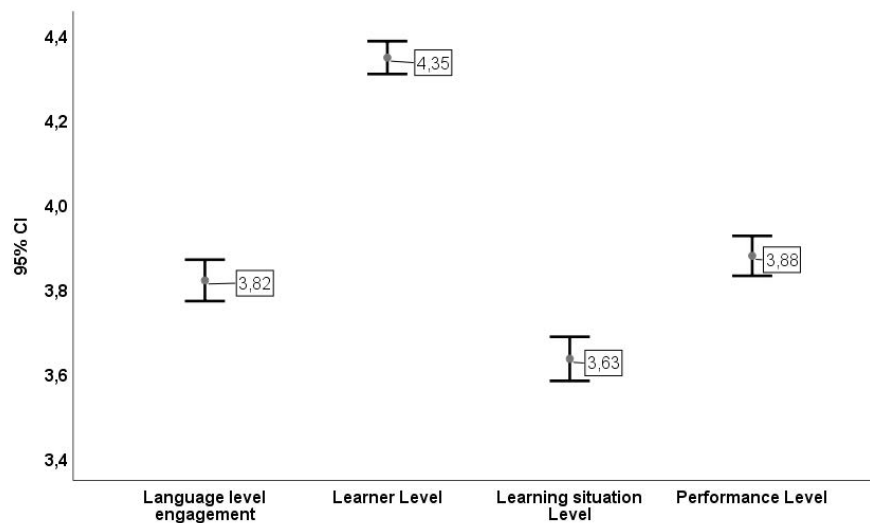 4,4
4,35
4,2
4,0
95% CI
3,88
3,82
3,8
3,63
3,6
3,4
Language level
engagement
Learner Level
Learning situation
Level
Performance Level